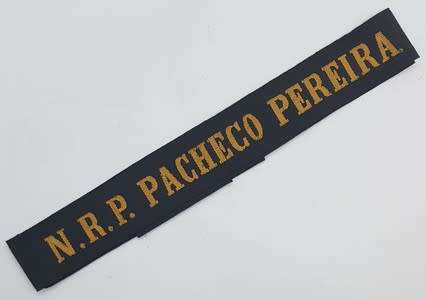 N.R.P. PACHECO PEREIRA.